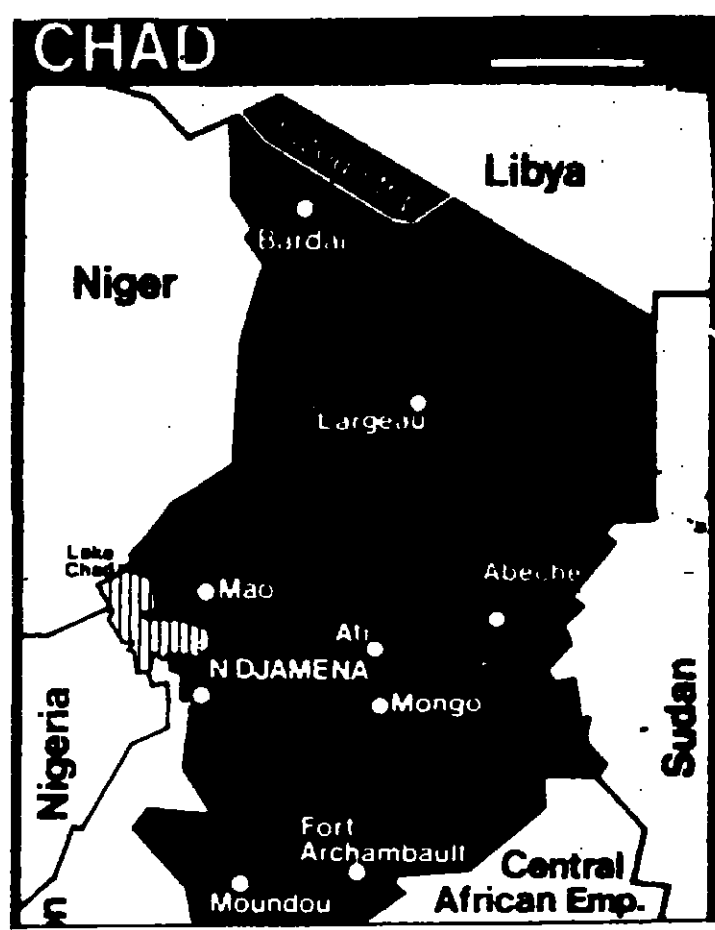 CHAD
Libya
Bardai
Niger
Largeau
Lake
Chad
Abeche
Mao
Ati
N DJAMENA
Mongo
Nigeria
Sudan
Fort
Archambault
Central
African Emp.
Moundou
on